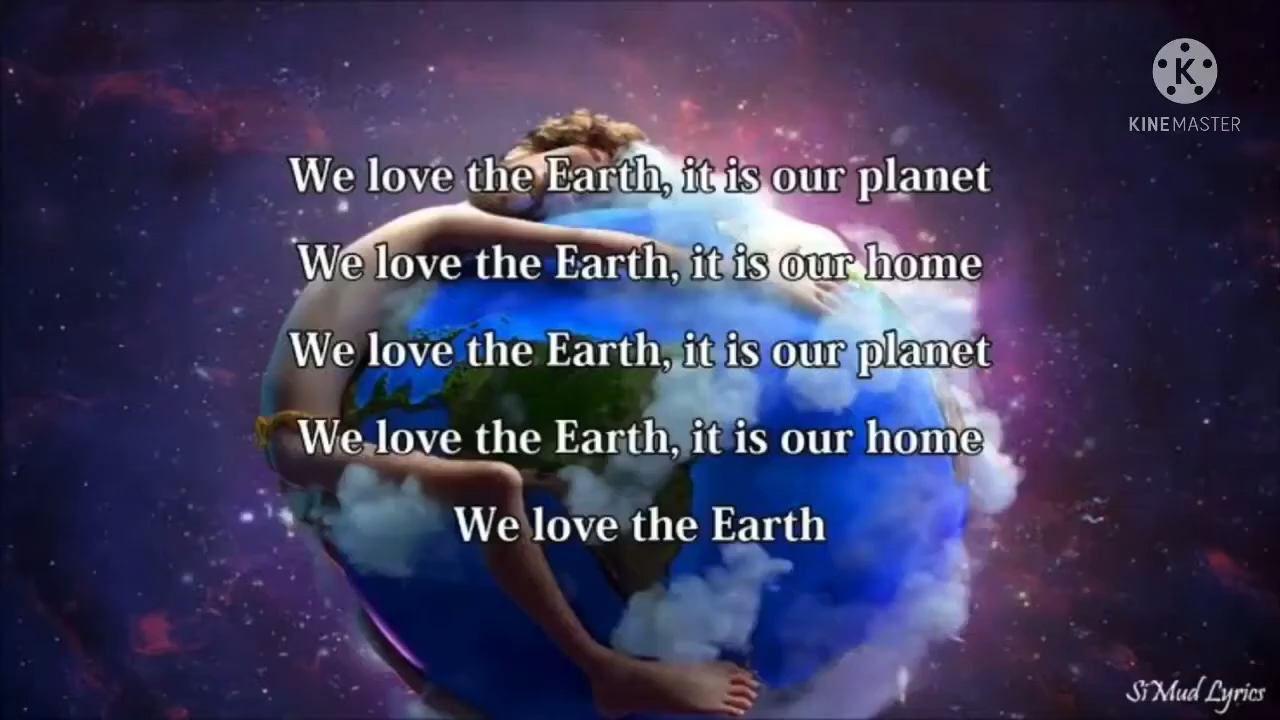 KINEMASTER
We love the Earth, it is our planet
We love the Earth, it is our home
We love the Earth, it is our planet
We love the Earth, it is our home
We love the Earth
SiMud Lyrics